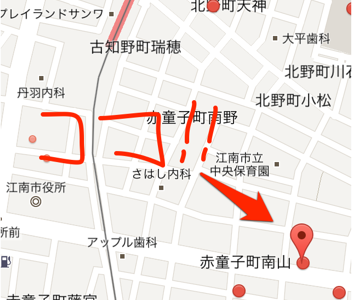 プレイランドサンワ
北野町天神
古知野町瑞穂
大平歯科
北野町川石
丹羽内科
北野町小松
赤童子町南野
ココ!!
さはし内科
江南市立
中央保育園
江南市役所
アップル歯科
所前
赤童子町南山
赤童子町藤宮